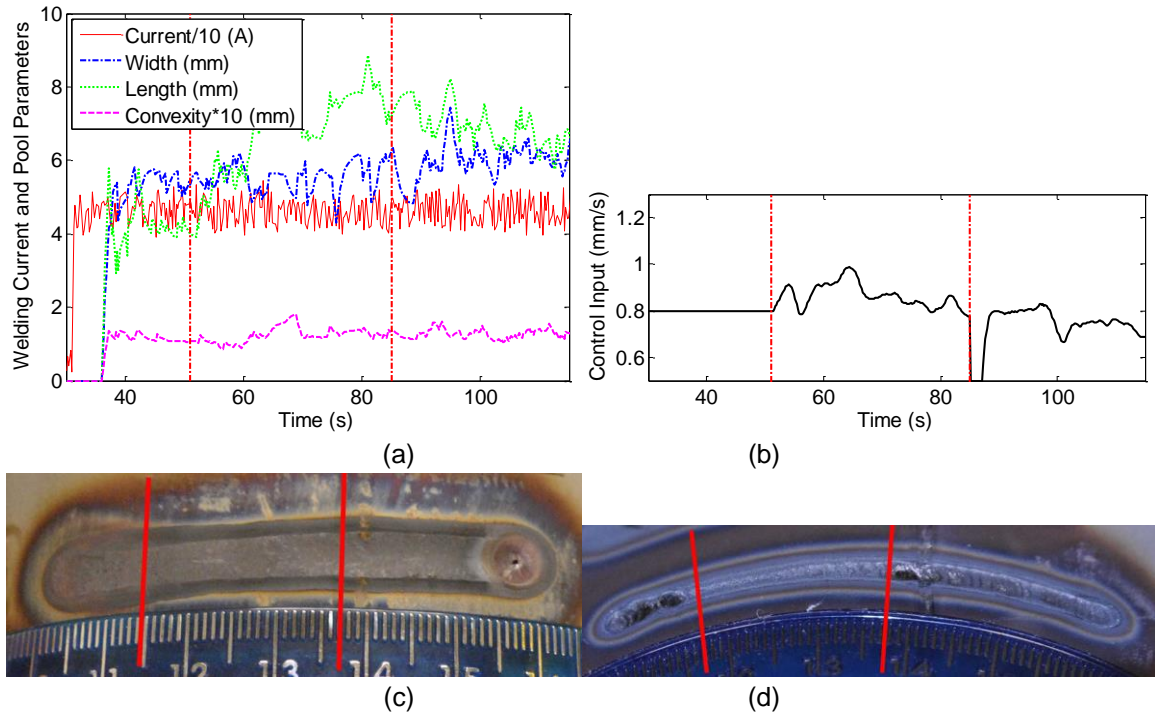 10
8
6
4
2
0
Welding Current and Pool Parameters
Current/10 (A)
Width (mm)
Length (mm)
Convexity*10 (mm)
40 60 80 100
Time (s)
(a)
1.2
1
0.8
0.6
Control Input (mm/s)
40 60 80 100
Time (s)
(b)
11 12 13 14 15
(c)
13 14
(d)